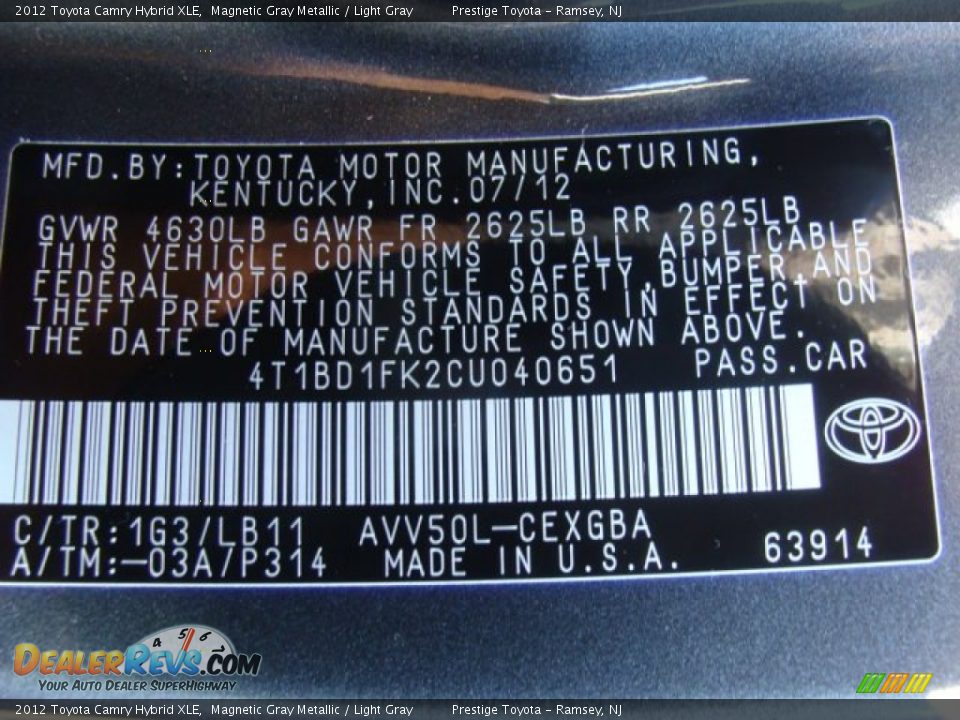 2012 Toyota Camry Hybrid XLE, Magnetic Gray Metallic / Light Gray Prestige Toyota - Ramsey, NJ
MFD.BY:TOYOTA MOTOR MANUFACTURING,
KENTUCKY,INC.07/12
GVWR 4630LB GAWR FR 2625LB RR 2625LB
THIS VEHICLE CONFORMS TO ALL APPLICABLE
FEDERAL MOTOR VEHICLE SAFETY,BUMPER,AND
THEFT PREVENTION STANDARDS IN EFFECT ON
THE DATE OF MANUFACTURE SHOWN ABOVE.
4T1BD1FK2CU040651 PASS.CAR
C/TR:1G3/LB11 AVV50L-CEXGBA
A/TM:-03A/P314 MADE IN U.S.A. 63914
4 5 6 7
DEALERREVS.COM
YOUR AUTO DEALER SUPERHIGHWAY
2012 Toyota Camry Hybrid XLE, Magnetic Gray Metallic / Light Gray Prestige Toyota - Ramsey, NJ